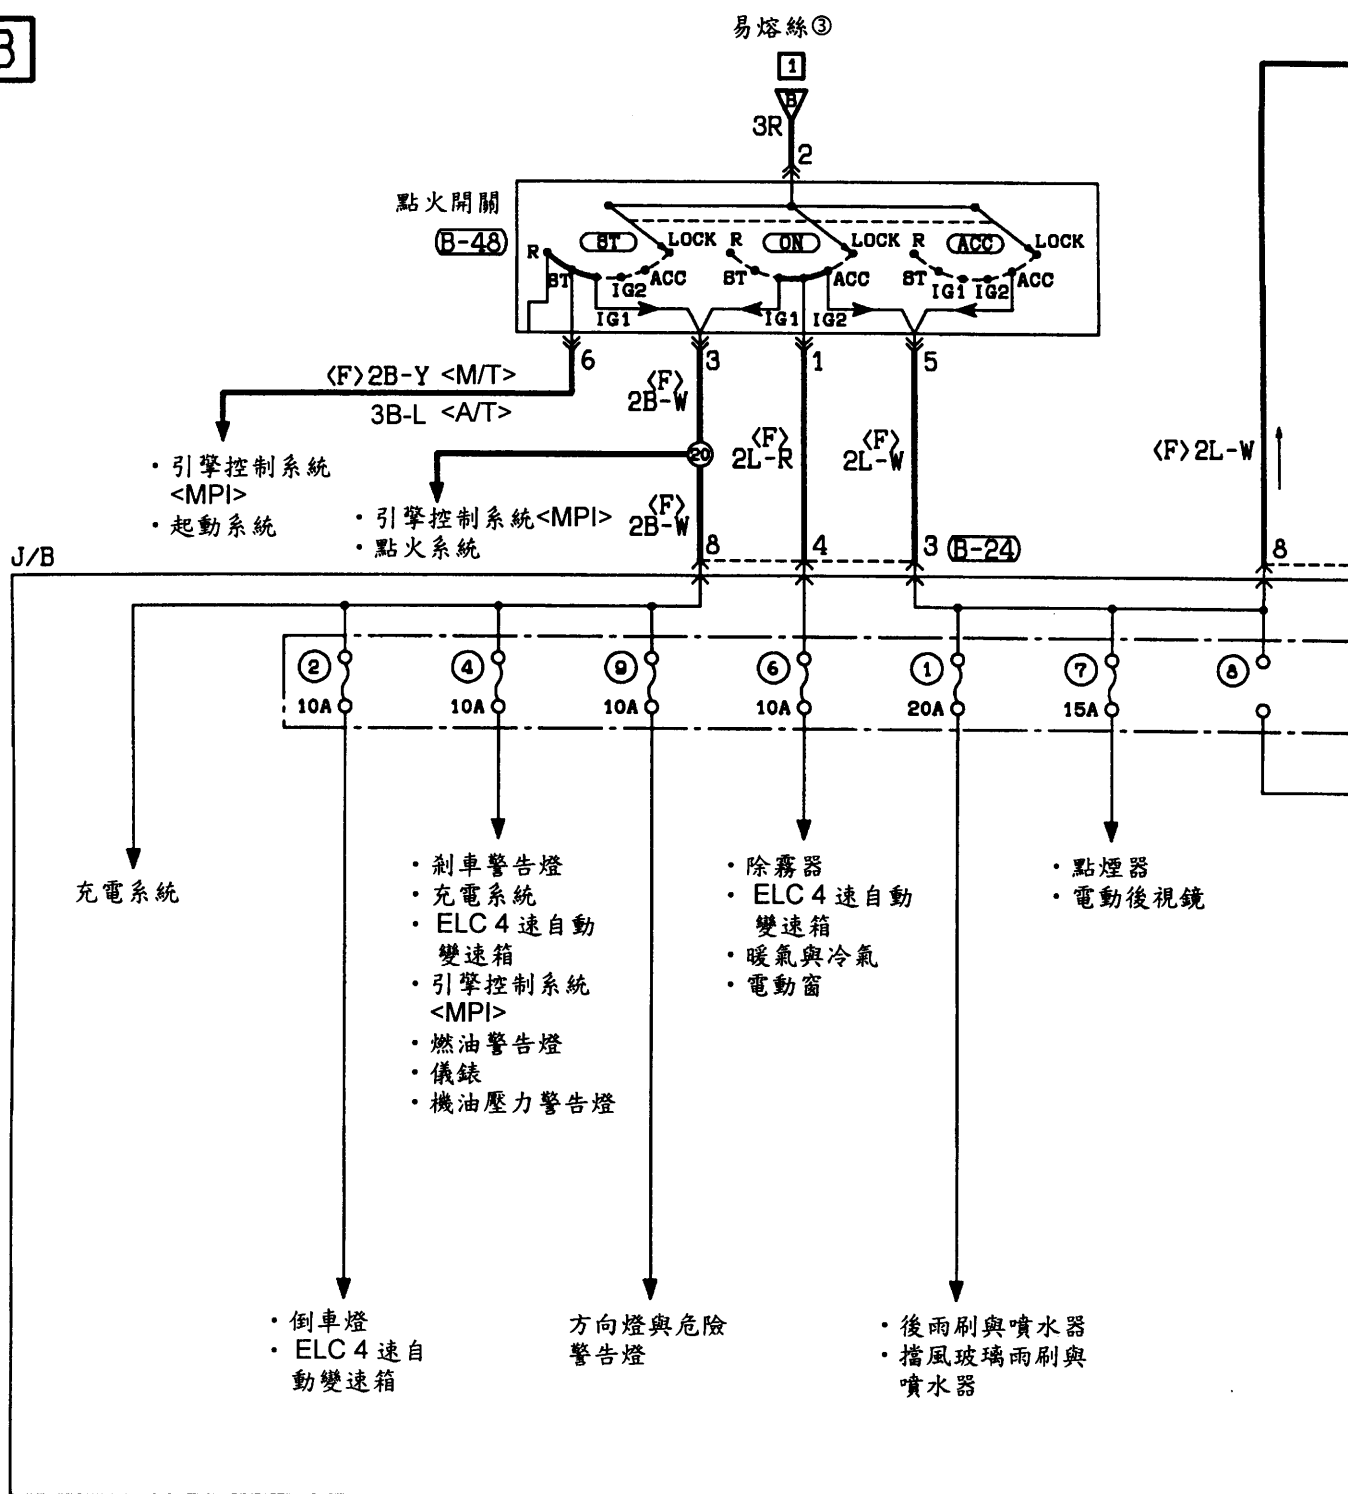 B
易熔絲③
1
B
3R
2
點火開關
B-48
ST
LOCK
R
ON
LOCK
R
ACC
LOCK
R
ST
IG2
ACC
IG1
ST
ACC
IG1
IG2
ST
IG1
IG2
ACC
6
3
1
5
<F>2B-Y <M/T>
3B-L <A/T>
<F>
2B-W
20
<F>
2B-W
<F>
2L-R
<F>
2L-W
<F>2L-W
・引擎控制系統
<MPI>
・起動系統
・引擎控制系統<MPI>
・點火系統
J/B
8
4
3
B-24
8
②
10A
④
10A
⑨
10A
⑥
10A
①
20A
⑦
15A
⑧
充電系統
・剎車警告燈
・充電系統
・ELC 4 速自動
變速箱
・引擎控制系統
<MPI>
・燃油警告燈
・儀錶
・機油壓力警告燈
・除霧器
・ELC 4 速自動
變速箱
・暖氣與冷氣
・電動窗
・點煙器
・電動後視鏡
・倒車燈
・ELC 4 速自
動變速箱
方向燈與危險
警告燈
・後雨刷與噴水器
・擋風玻璃雨刷與
噴水器